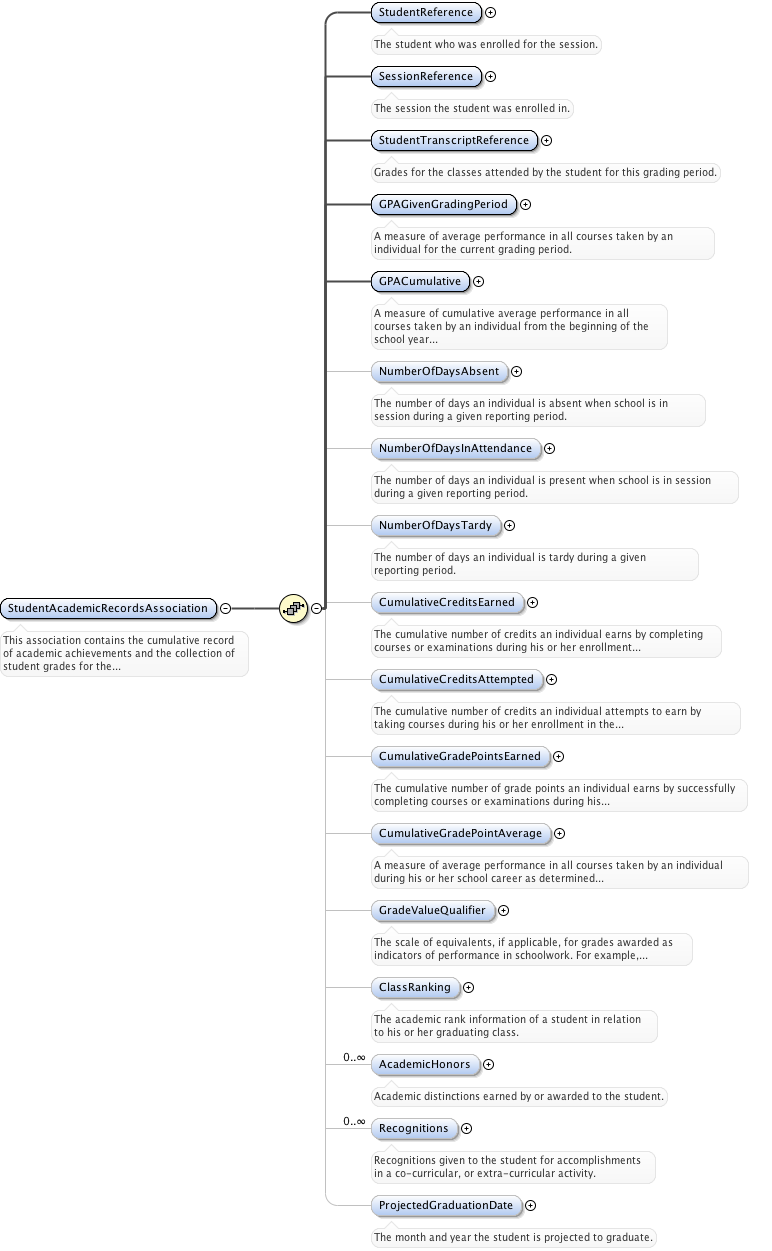 StudentReference
The student who was enrolled for the session.
SessionReference
The session the student was enrolled in.
StudentTranscriptReference
Grades for the classes attended by the student for this grading period.
GPAGivenGradingPeriod
A measure of average performance in all courses taken by an
individual for the current grading period.
GPACumulative
A measure of cumulative average performance in all
courses taken by an individual from the beginning of the
school year...
NumberOfDaysAbsent
The number of days an individual is absent when school is in
session during a given reporting period.
NumberOfDaysInAttendance
The number of days an individual is present when school is in session
during a given reporting period.
NumberOfDaysTardy
The number of days an individual is tardy during a given
reporting period.
StudentAcademicRecordsAssociation
This association contains the cumulative record
of academic achievements and the collection of
student grades for the...
CumulativeCreditsEarned
The cumulative number of credits an individual earns by completing
courses or examinations during his or her enrollment...
CumulativeCreditsAttempted
The cumulative number of credits an individual attempts to earn by
taking courses during his or her enrollment in the...
CumulativeGradePointsEarned
The cumulative number of grade points an individual earns by successfully
completing courses or examinations during his...
CumulativeGradePointAverage
A measure of average performance in all courses taken by an individual
during his or her school career as determined...
GradeValueQualifier
The scale of equivalents, if applicable, for grades awarded as
indicators of performance in schoolwork. For example,...
ClassRanking
The academic rank information of a student in relation
to his or her graduating class.
0..∞
AcademicHonors
Academic distinctions earned by or awarded to the student.
0..∞
Recognitions
Recognitions given to the student for accomplishments
in a co-curricular, or extra-curricular activity.
ProjectedGraduationDate
The month and year the student is projected to graduate.